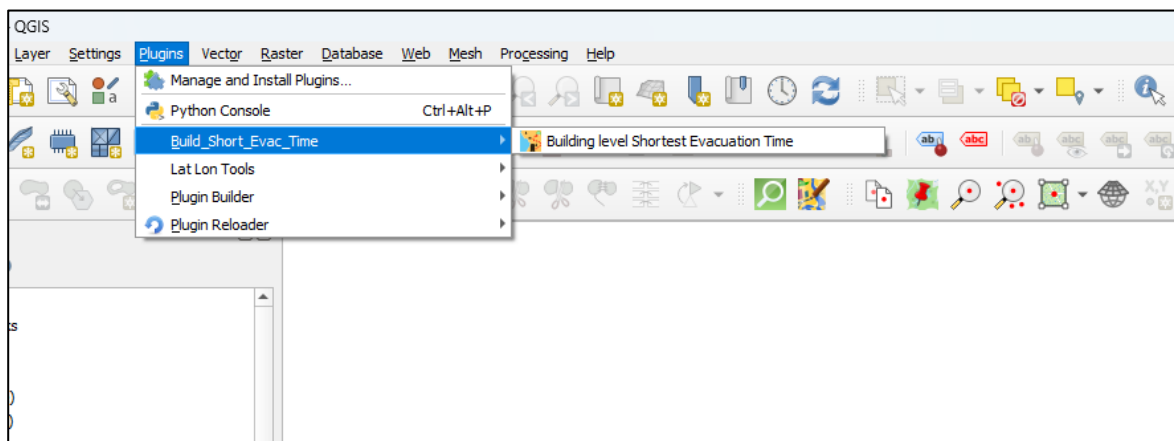 QGIS
Layer Settings Plugins Vector Raster Database Web Mesh Processing Help
Manage and Install Plugins...
Python Console Ctrl+Alt+P
Build_Short_Evac_Time
Building level Shortest Evacuation Time
Lat Lon Tools
Plugin Builder
Plugin Reloader